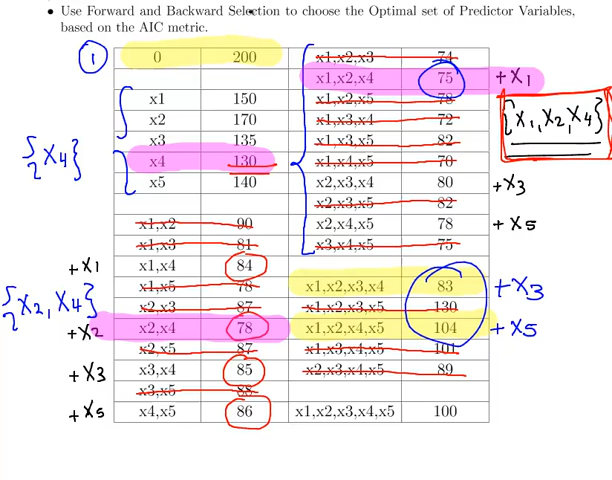 • Use Forward and Backward Selection to choose the Optimal set of Predictor Variables,
based on the AIC metric.
1
0 200
x1 150
x2 170
x3 135
x4 130
x5 140
{X4}
x1,x2 90
x1,x3 81
+X1 x1,x4 84
x1,x5 78
x2,x3 87
{X2, X4}
+X2 x2,x4 78
x2,x5 87
+X3 x3,x4 85
x3,x5 88
+X5 x4,x5 86
x1,x2,x3 74
x1,x2,x4 75 +X1
x1,x2,x5 78
x1,x3,x4 72
{X1, X2, X4}
x1,x3,x5 82
x1,x4,x5 70
x2,x3,x4 80 +X3
x2,x3,x5 82
x2,x4,x5 78 +X5
x3,x4,x5 75
x1,x2,x3,x4 83 +X3
x1,x2,x3,x5 130
x1,x2,x4,x5 104 +X5
x1,x3,x4,x5 101
x2,x3,x4,x5 89
x1,x2,x3,x4,x5 100